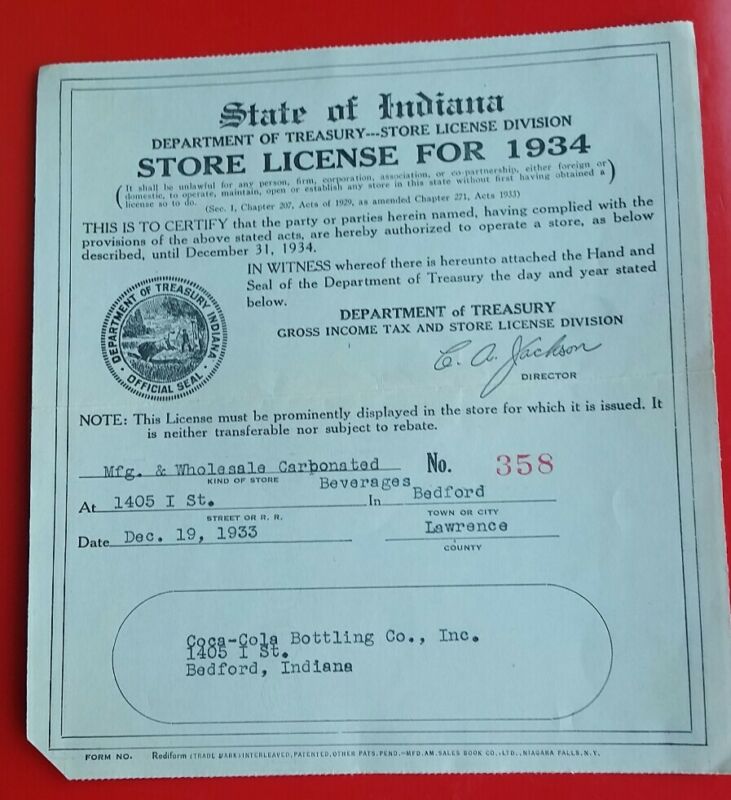 State of Indiana
DEPARTMENT OF TREASURY---STORE LICENSE DIVISION
STORE LICENSE FOR 1934
(It shall be unlawful for any person, firm, corporation, association, or co-partnership, either foreign or
domestic, to operate, maintain, open or establish any store in this state without first having obtained a
license so to do. (Sec. 1, Chapter 207, Acts of 1929, as amended Chapter 271, Acts 1933)
THIS IS TO CERTIFY that the party or parties herein named, having complied with the
provisions of the above stated acts, are hereby authorized to operate a store, as below
described, until December 31, 1934.
IN WITNESS whereof there is hereunto attached the Hand and
Seal of the Department of Treasury the day and year stated
below.
DEPARTMENT OF TREASURY INDIANA
· OFFICIAL SEAL ·
DEPARTMENT of TREASURY
GROSS INCOME TAX AND STORE LICENSE DIVISION
C. A. Jackson
DIRECTOR
NOTE: This License must be prominently displayed in the store for which it is issued. It
is neither transferable nor subject to rebate.
Mfg. & Wholesale Carbonated No. 358
KIND OF STORE Beverages
At 1405 I St. In Bedford
STREET OR R. R. TOWN OR CITY
Date Dec. 19, 1933 Lawrence
COUNTY
Coca-Cola Bottling Co., Inc.
1405 I St.
Bedford, Indiana
FORM NO. Rediform (TRADE MARK) INTERLEAVED, PATENTED, OTHER PATS. PEND.—MFD. AM. SALES BOOK CO., LTD., NIAGARA FALLS, N.Y.